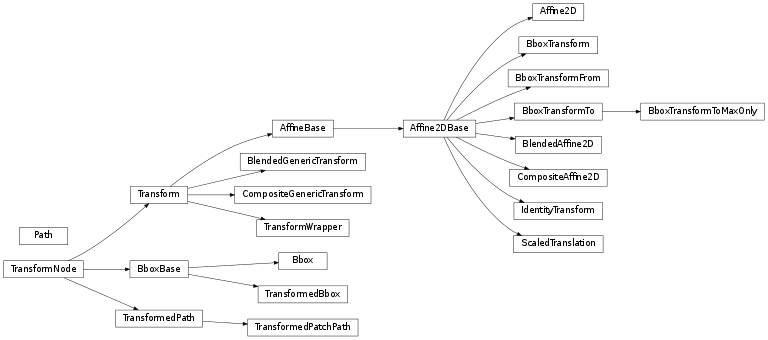 Affine2D
BboxTransform
BboxTransformFrom
BboxTransformTo
BboxTransformToMaxOnly
AffineBase
Affine2DBase
BlendedAffine2D
BlendedGenericTransform
CompositeAffine2D
Transform
CompositeGenericTransform
IdentityTransform
TransformWrapper
Path
ScaledTranslation
Bbox
TransformNode
BboxBase
TransformedBbox
TransformedPath
TransformedPatchPath